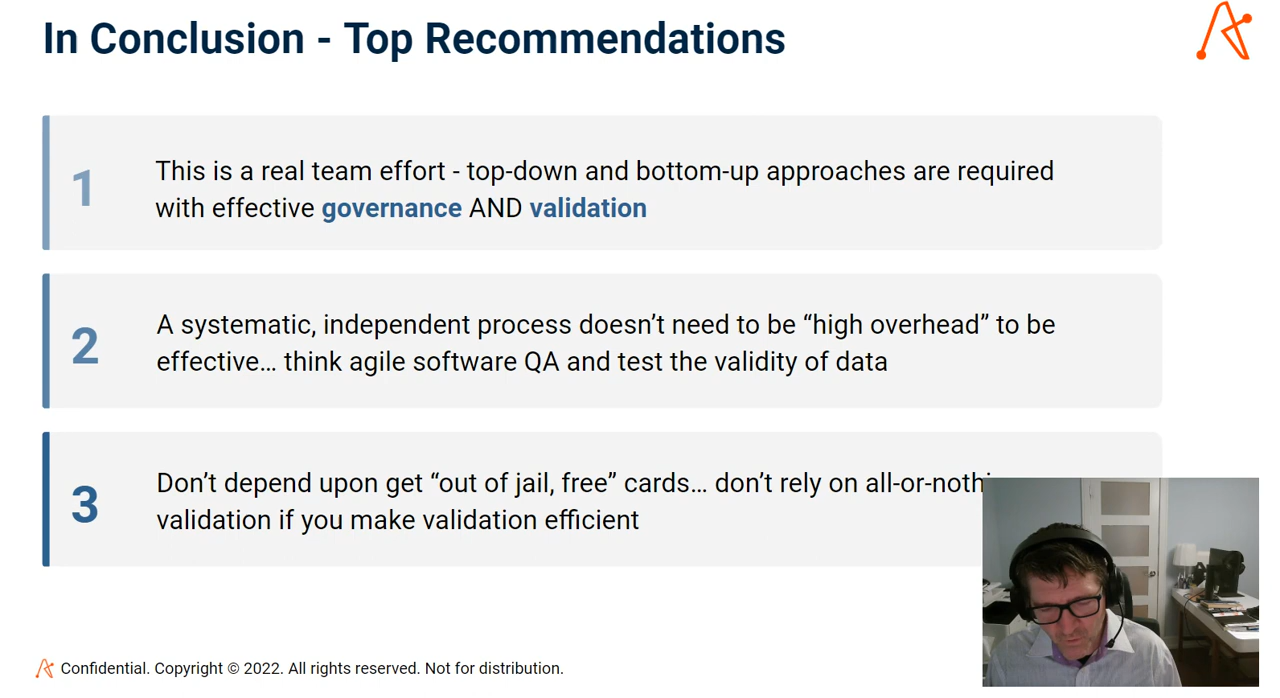 In Conclusion - Top Recommendations
1
This is a real team effort - top-down and bottom-up approaches are required
with effective governance AND validation
2
A systematic, independent process doesn’t need to be “high overhead” to be
effective… think agile software QA and test the validity of data
3
Don’t depend upon get “out of jail, free” cards… don’t rely on
validation if you make validation efficient
Confidential. Copyright © 2022. All rights reserved. Not for distribution.